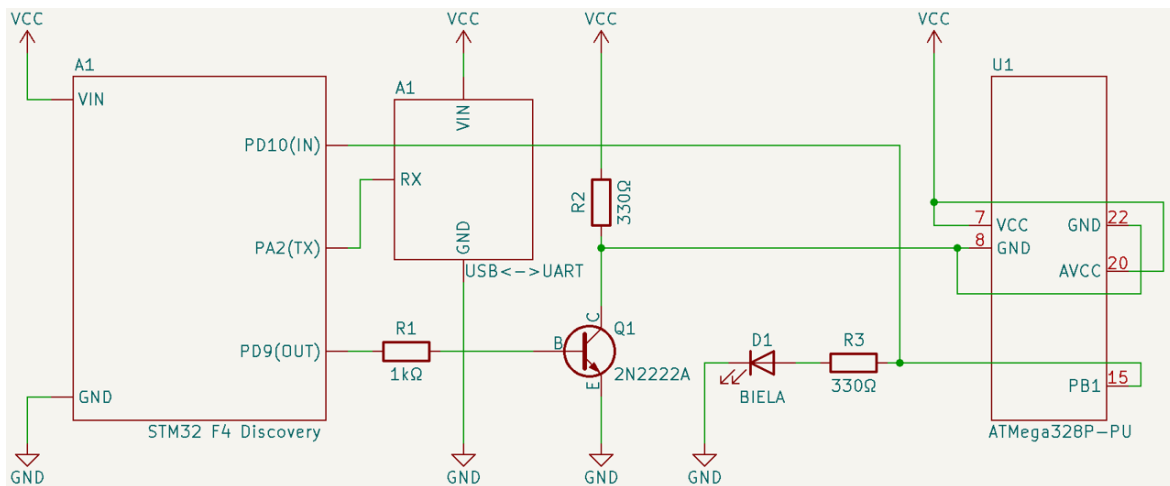 VCC
VCC
VCC
VCC
A1
VIN
PD10(IN)
PA2(TX)
PD9(OUT)
GND
STM32 F4 Discovery
GND
A1
VIN
RX
GND
USB<->UART
R1
1kΩ
GND
R2
330Ω
C
B
E
Q1
2N2222A
GND
D1
BIELA
R3
330Ω
GND
U1
7
VCC
8
GND
GND
22
AVCC
20
PB1
15
ATMega328P-PU